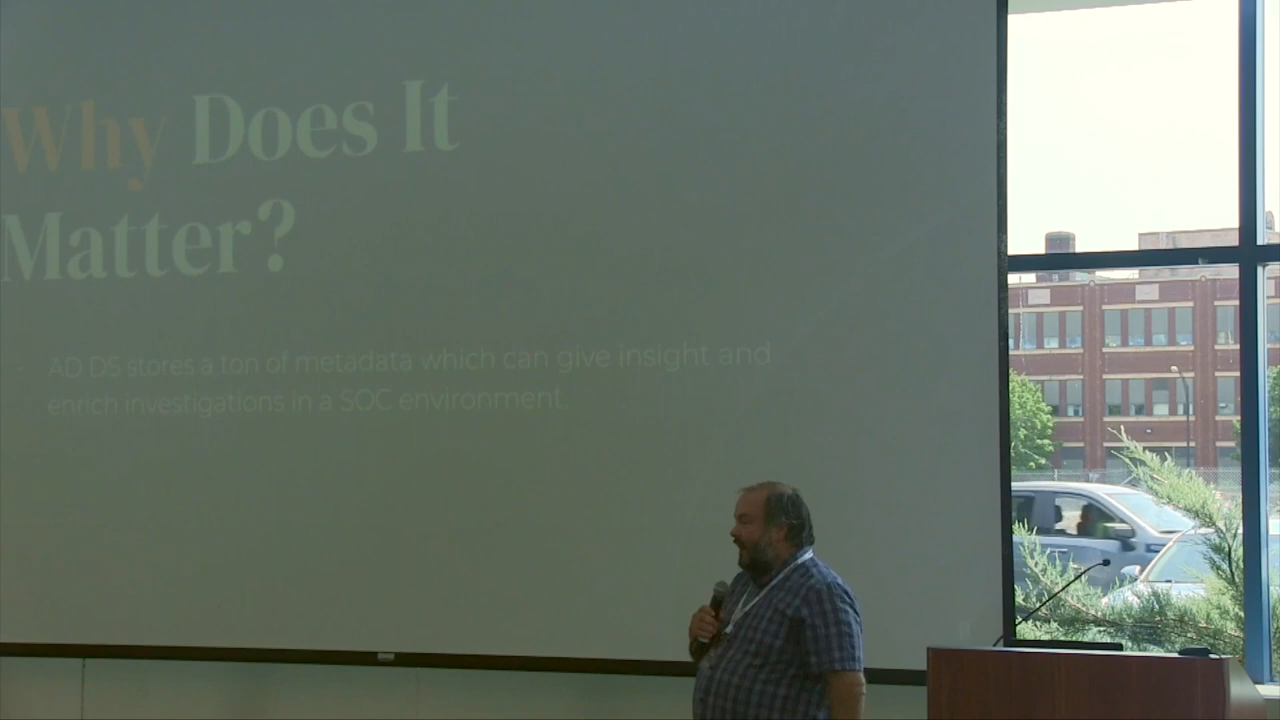 Why Does It
Matter?
AD DS stores a ton of metadata which can give insight and
enrich investigations in a SOC environment.